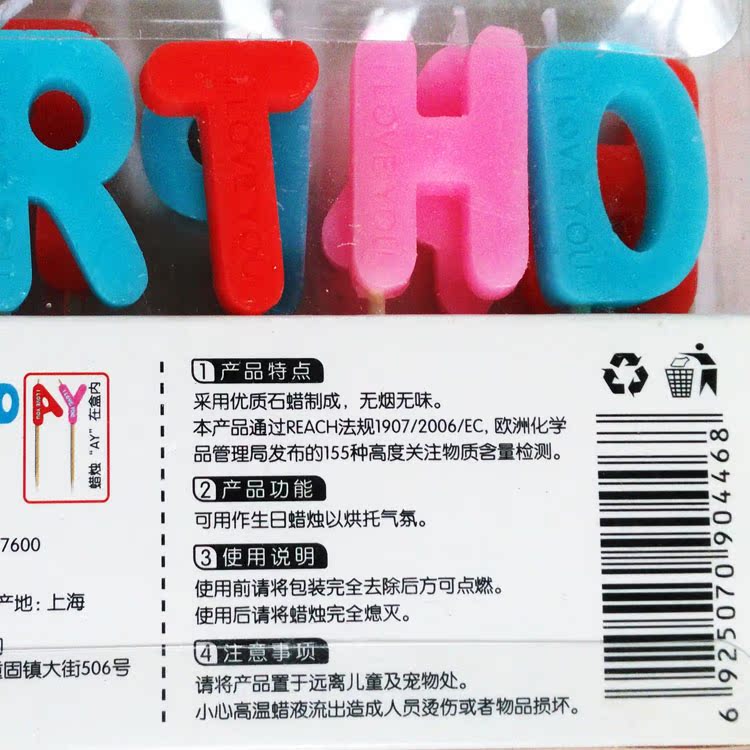 R T H D
I LOVE YOU
I LOVE YOU
I LOVE YOU
D AY
蜡烛“AY”在盒内
7600
产地：上海
固镇大街506号
1 产品特点
采用优质石蜡制成，无烟无味。
本产品通过REACH法规1907/2006/EC, 欧洲化学
品管理局发布的155种高度关注物质含量检测。
2 产品功能
可用作生日蜡烛以烘托气氛。
3 使用说明
使用前请将包装完全去除后方可点燃。
使用后请将蜡烛完全熄灭。
4 注意事项
请将产品置于远离儿童及宠物处。
小心高温蜡液流出造成人员烫伤或者物品损坏.
6 925070 904468